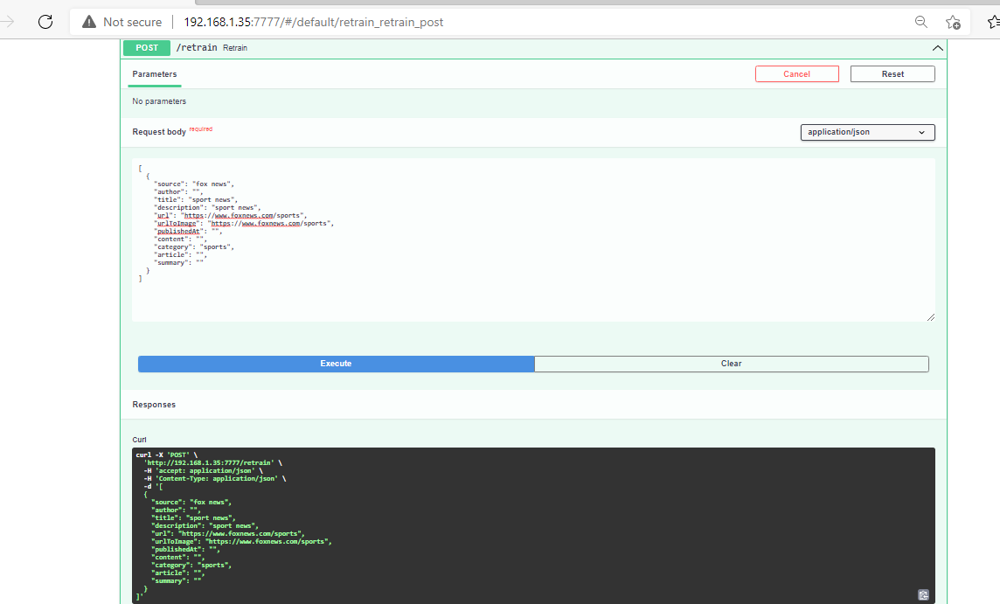 Not secure 192.168.1.35:7777/#/default/retrain_retrain_post
POST /retrain Retrain
Parameters Cancel Reset
No parameters
Request body required application/json
[
{
"source": "fox news",
"author": "",
"title": "sport news",
"description": "sport news",
"url": "https://www.foxnews.com/sports",
"urlToImage": "https://www.foxnews.com/sports",
"publishedAt": "",
"content": "",
"category": "sports",
"article": "",
"summary": ""
}
]
Execute Clear
Responses
Curl
curl -X 'POST' \
'http://192.168.1.35:7777/retrain' \
-H 'accept: application/json' \
-H 'Content-Type: application/json' \
-d '[
{
"source": "fox news",
"author": "",
"title": "sport news",
"description": "sport news",
"url": "https://www.foxnews.com/sports",
"urlToImage": "https://www.foxnews.com/sports",
"publishedAt": "",
"content": "",
"category": "sports",
"article": "",
"summary": ""
}
]'